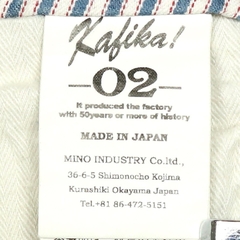 Kafika!
-02-
It produced the factory
with 50years or more of history
MADE IN JAPAN
MINO INDUSTRY Co.ltd.,
36-6-5 Shimonocho Kojima
Kurashiki Okayama Japan
Tel.+81 86-472-5151